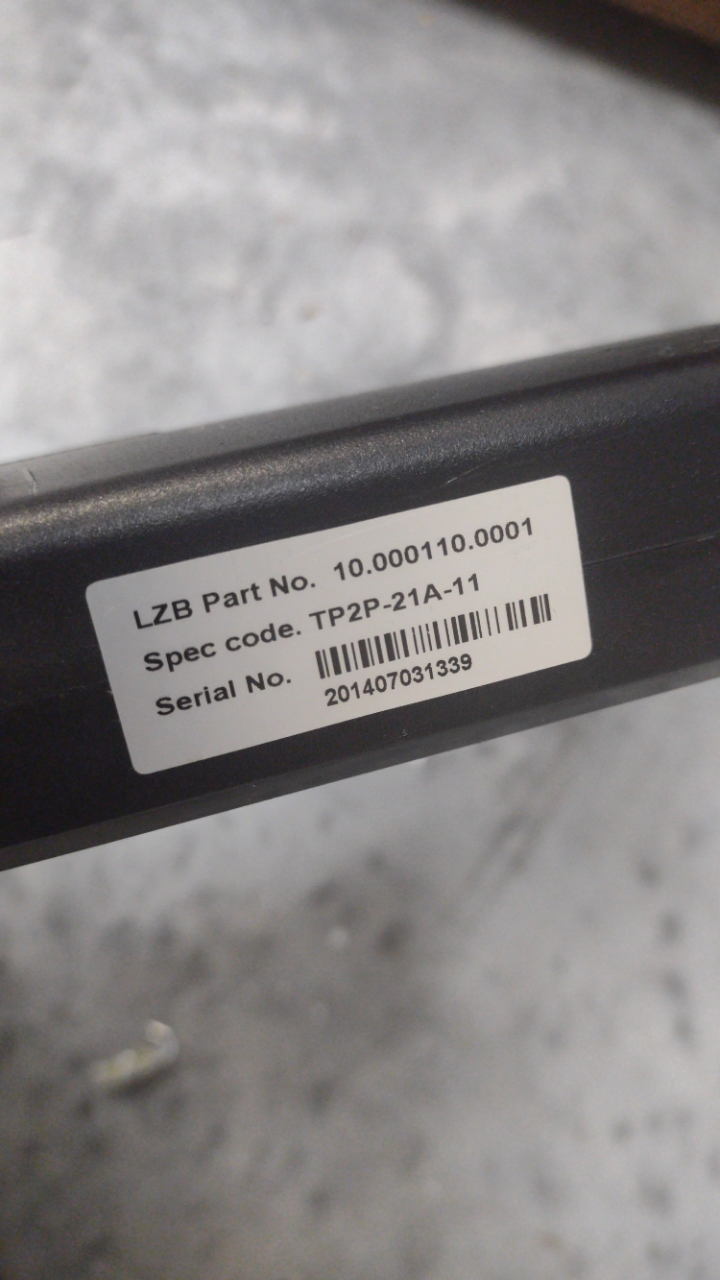 LZB Part No. 10.000110.0001
Spec code. TP2P-21A-11
Serial No.
201407031339